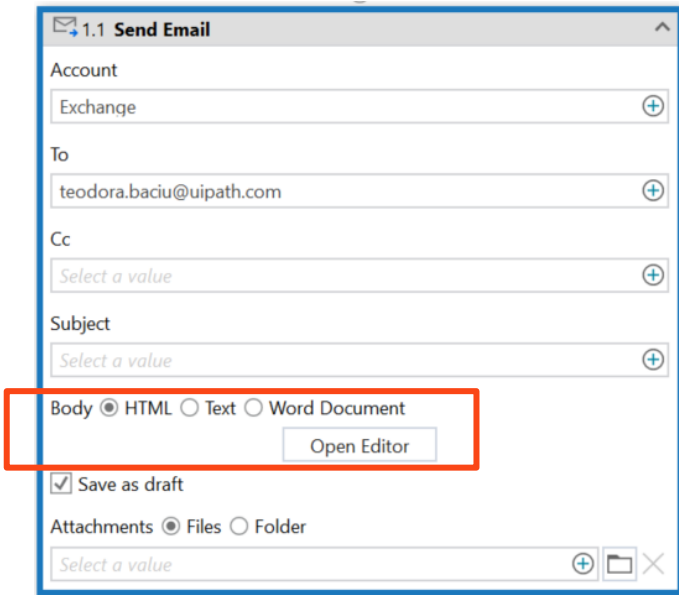 1.1 Send Email
Account
Exchange
To
teodora.baciu@uipath.com
Cc
Select a value
Subject
Select a value
Body HTML Text Word Document
Open Editor
Save as draft
Attachments Files Folder
Select a value